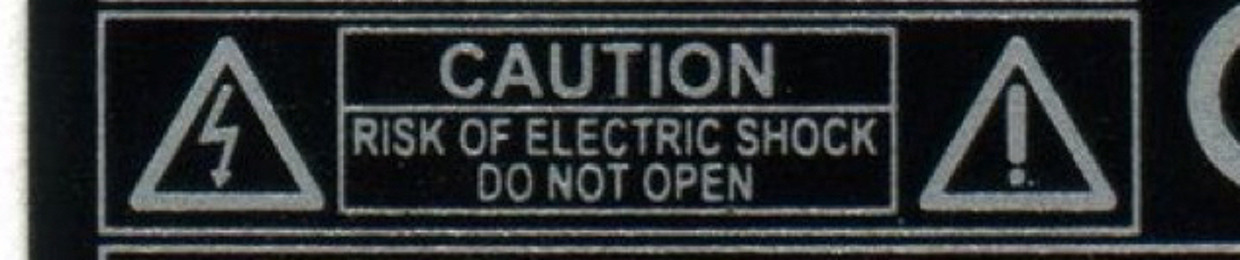 CAUTION
RISK OF ELECTRIC SHOCK
DO NOT OPEN